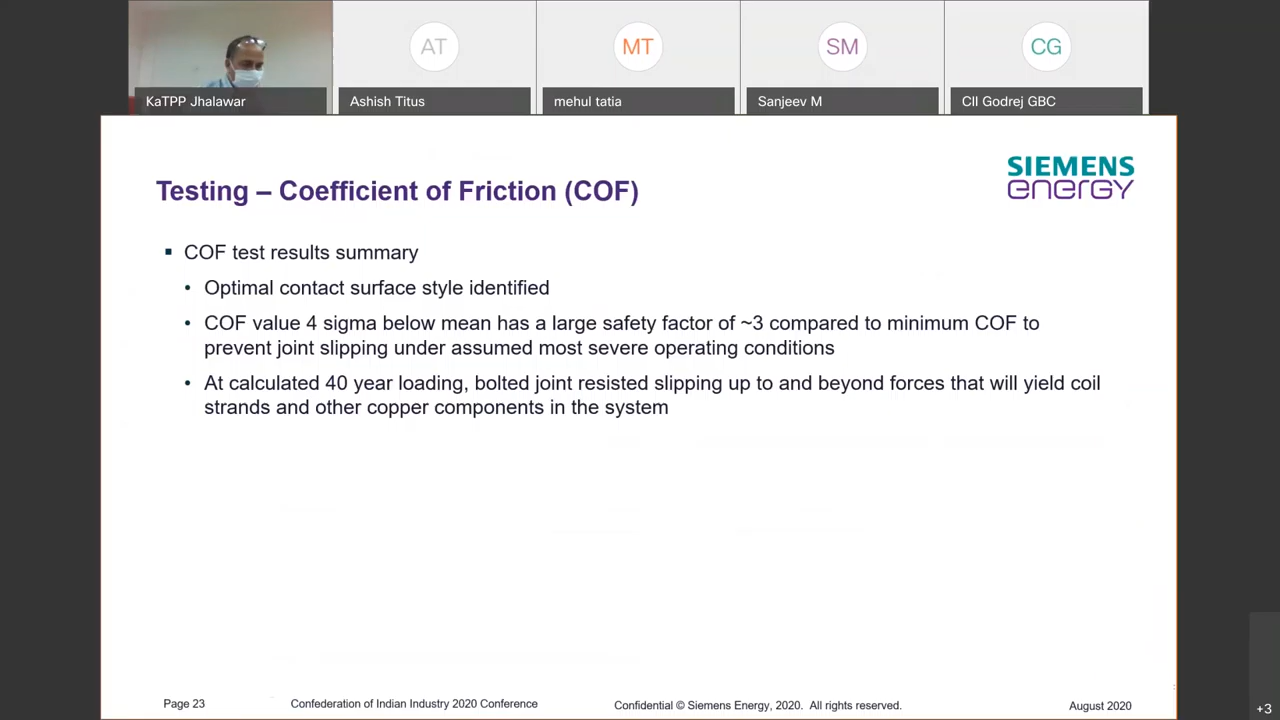 AT
MT
SM
CG
KaTPP Jhalawar
Ashish Titus
mehul tatia
Sanjeev M
CII Godrej GBC
SIEMENS
energy
Testing – Coefficient of Friction (COF)
▪ COF test results summary
• Optimal contact surface style identified
• COF value 4 sigma below mean has a large safety factor of ~3 compared to minimum COF to
prevent joint slipping under assumed most severe operating conditions
• At calculated 40 year loading, bolted joint resisted slipping up to and beyond forces that will yield coil
strands and other copper components in the system
Page 23
Confederation of Indian Industry 2020 Conference
Confidential © Siemens Energy, 2020. All rights reserved.
August 2020
+3